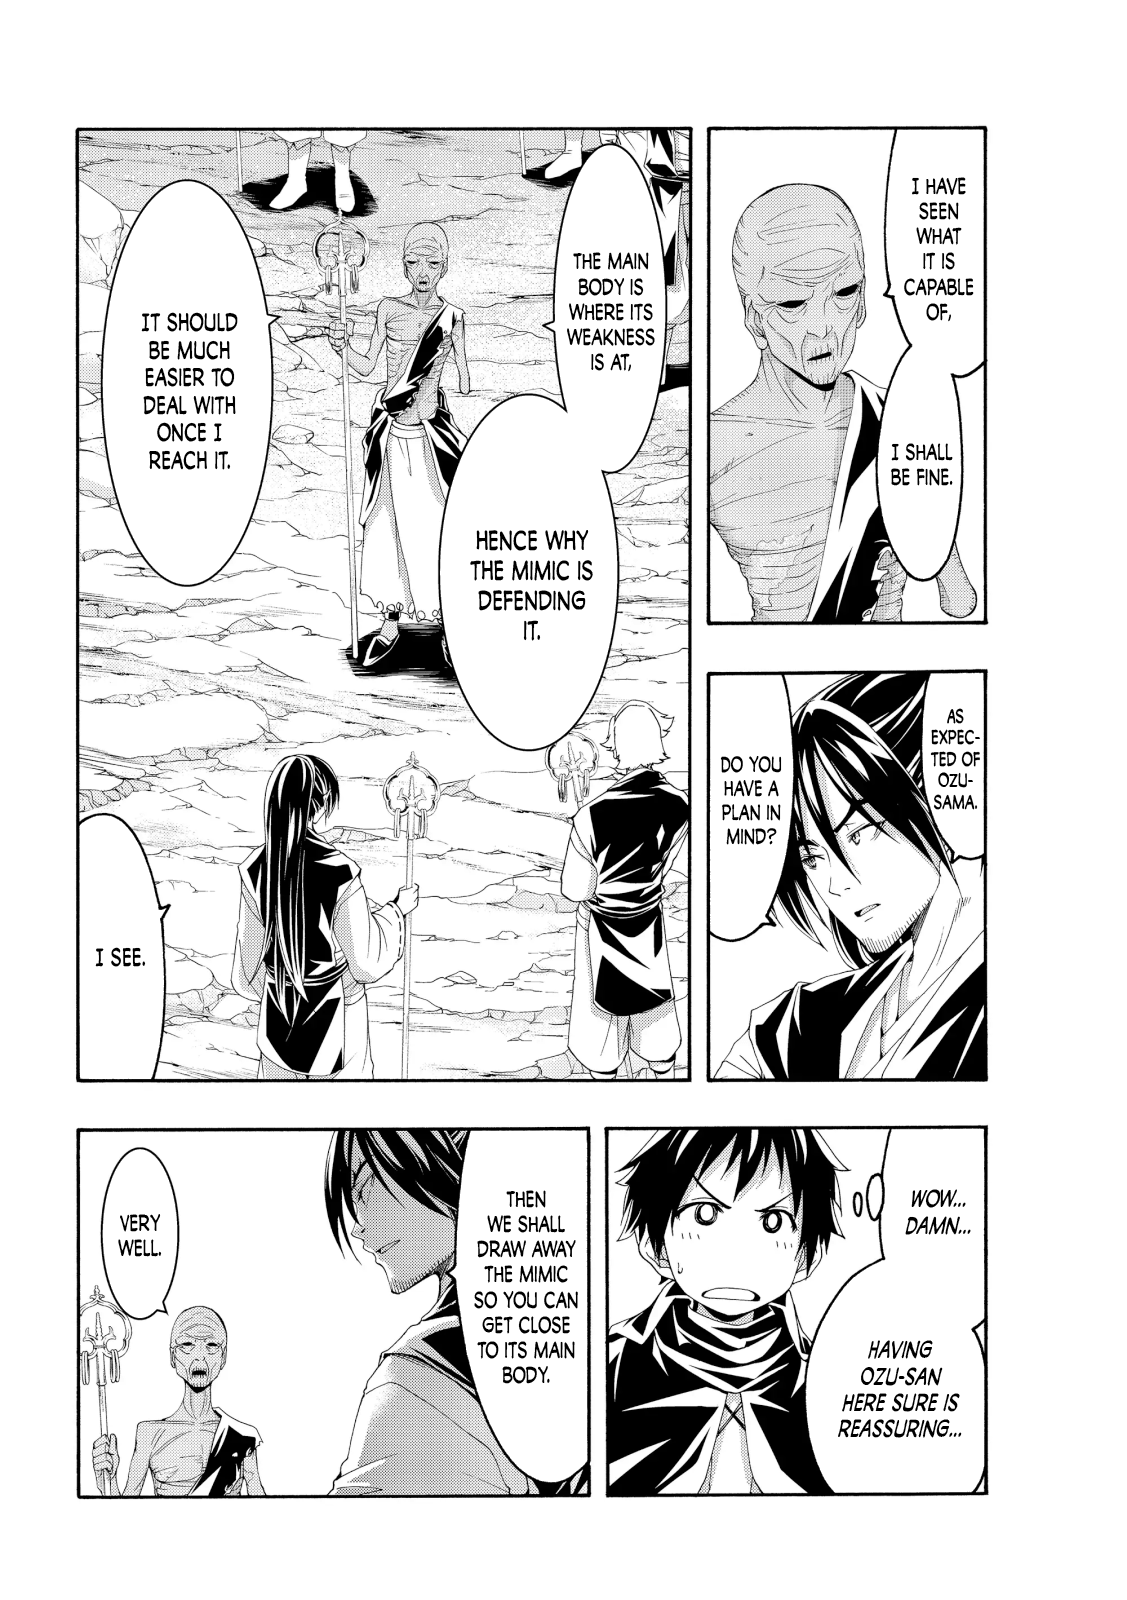 I HAVE
SEEN
WHAT
IT IS
CAPABLE
OF,
I SHALL
BE FINE.
AS
EXPEC-
TED OF
OZU-
SAMA.
DO YOU
HAVE A
PLAN IN
MIND?
THE MAIN
BODY IS
WHERE ITS
WEAKNESS
IS AT,
HENCE WHY
THE MIMIC IS
DEFENDING
IT.
IT SHOULD
BE MUCH
EASIER TO
DEAL WITH
ONCE I
REACH IT.
I SEE.
WOW...
DAMN...
HAVING
OZU-SAN
HERE SURE IS
REASSURING...
THEN
WE SHALL
DRAW AWAY
THE MIMIC
SO YOU CAN
GET CLOSE
TO ITS MAIN
BODY.
VERY
WELL.